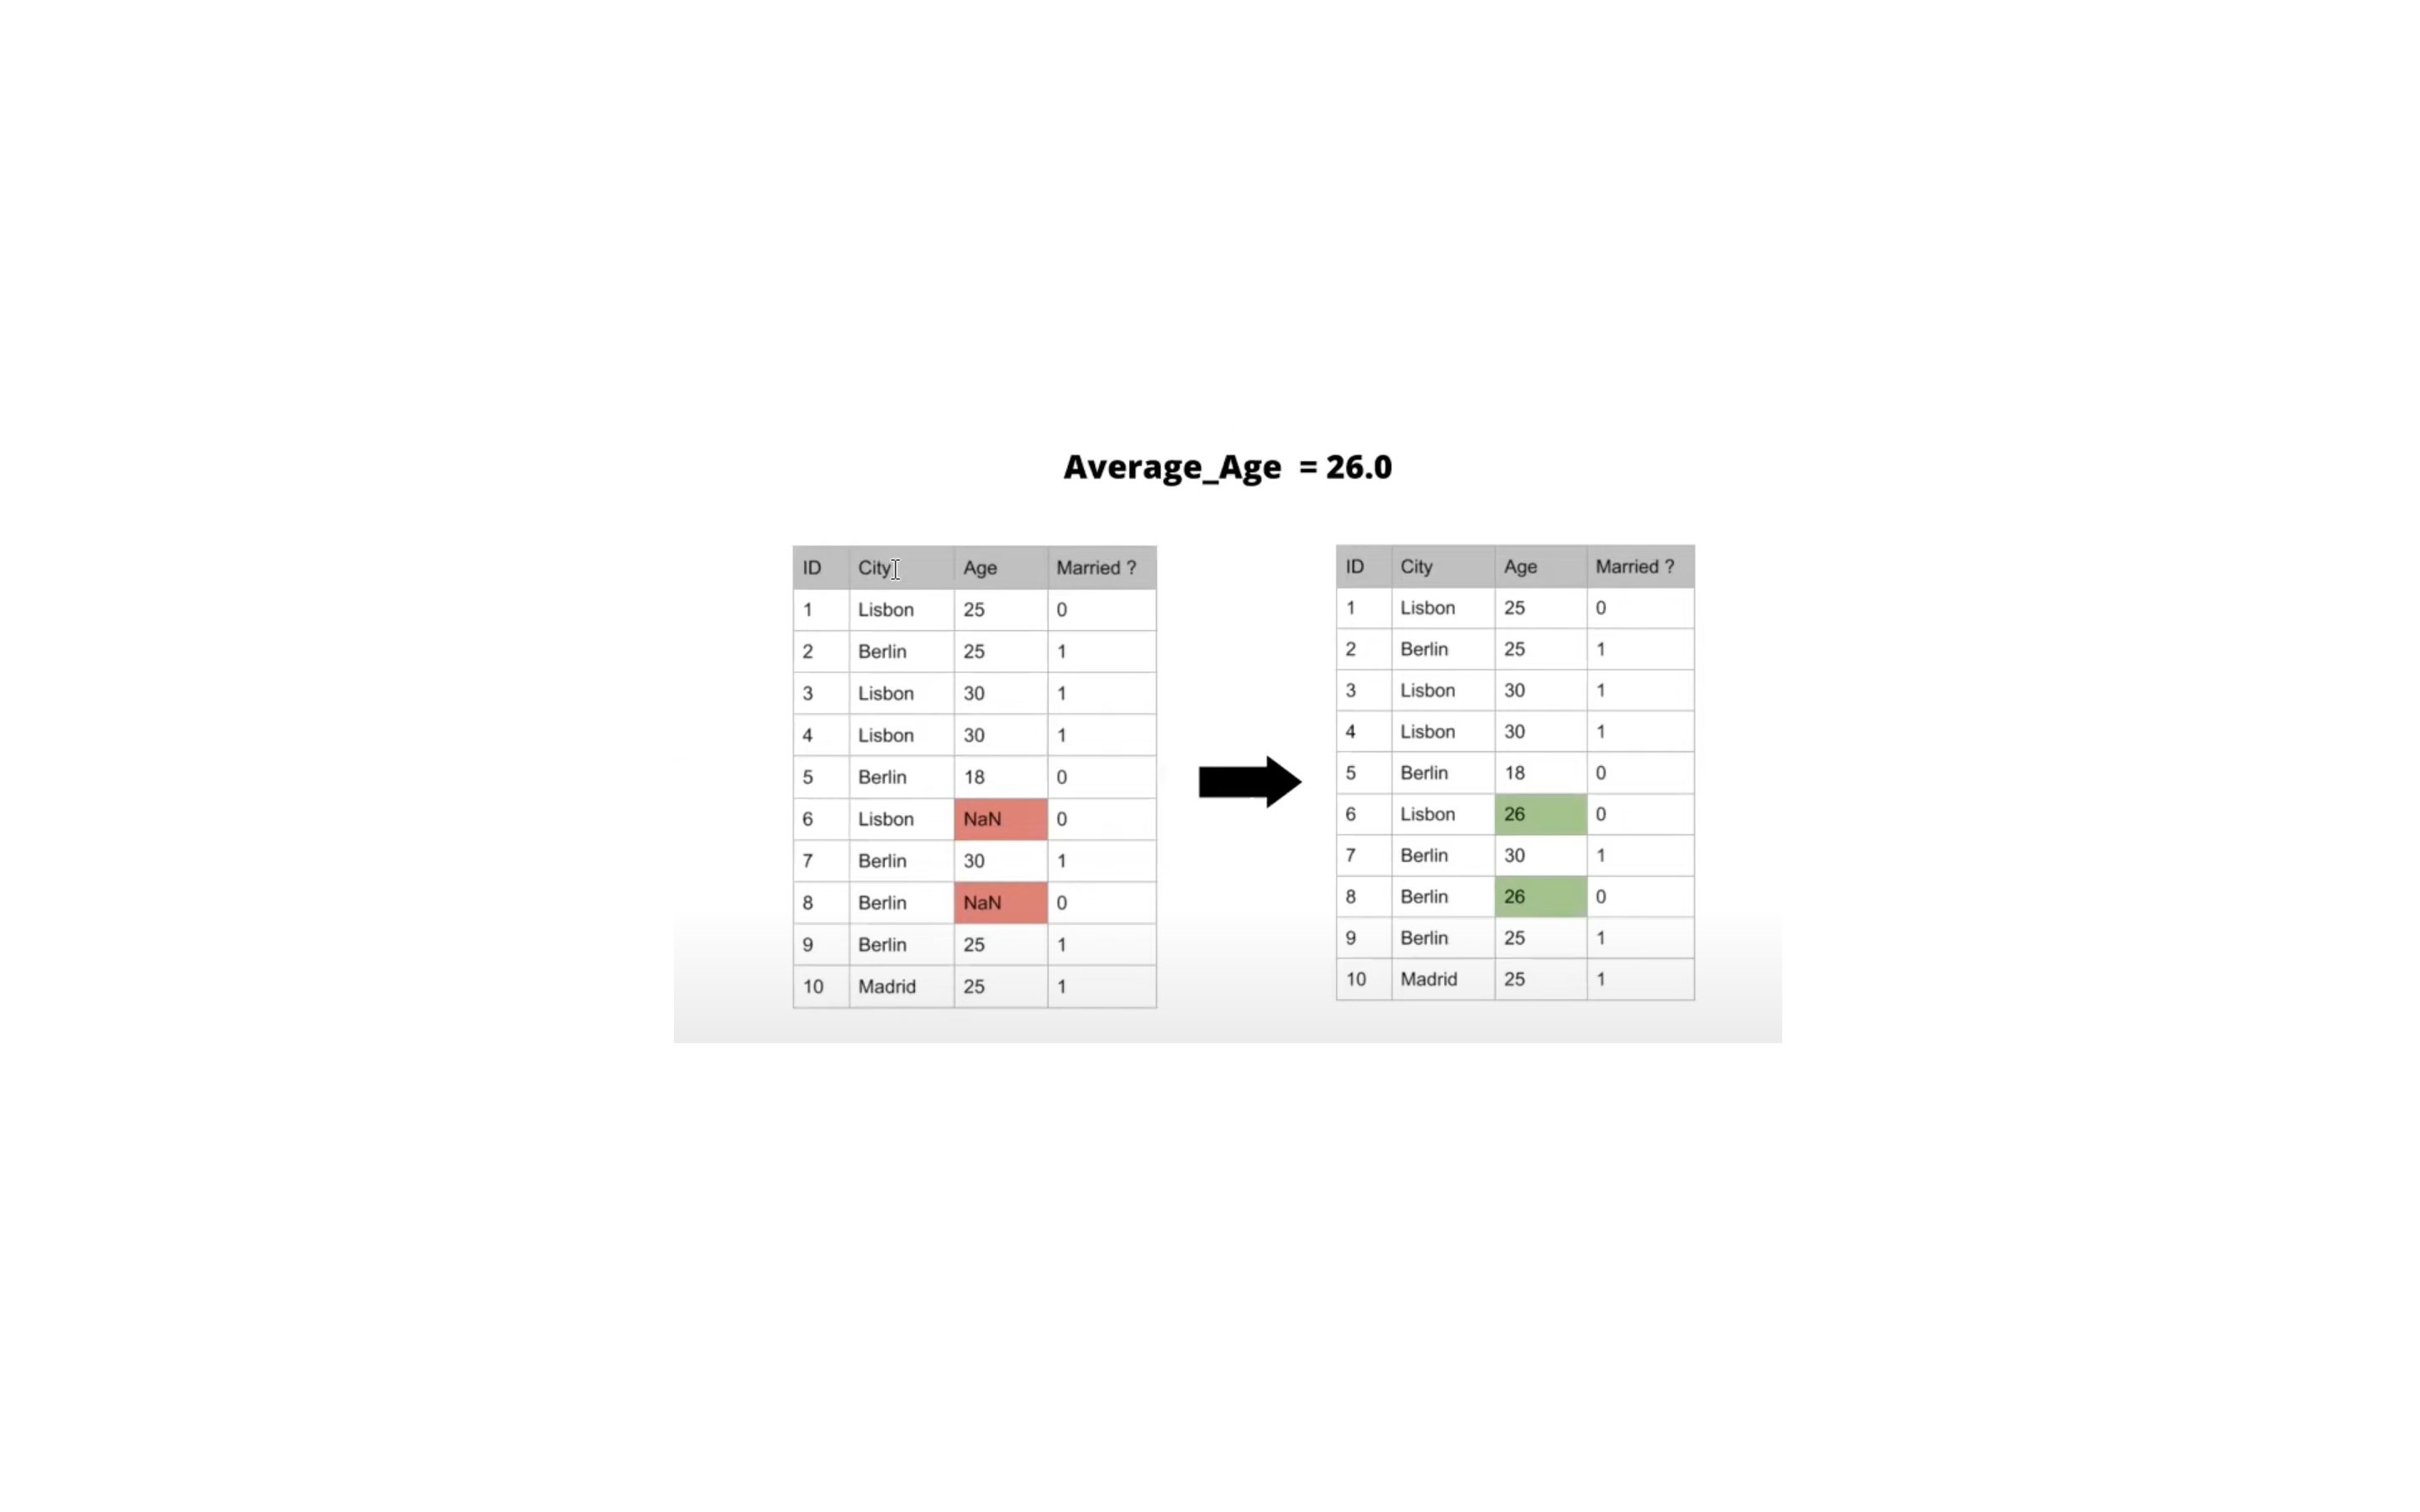 Average_Age = 26.0
ID City Age Married ?
1 Lisbon 25 0
2 Berlin 25 1
3 Lisbon 30 1
4 Lisbon 30 1
5 Berlin 18 0
6 Lisbon NaN 0
7 Berlin 30 1
8 Berlin NaN 0
9 Berlin 25 1
10 Madrid 25 1
ID City Age Married ?
1 Lisbon 25 0
2 Berlin 25 1
3 Lisbon 30 1
4 Lisbon 30 1
5 Berlin 18 0
6 Lisbon 26 0
7 Berlin 30 1
8 Berlin 26 0
9 Berlin 25 1
10 Madrid 25 1